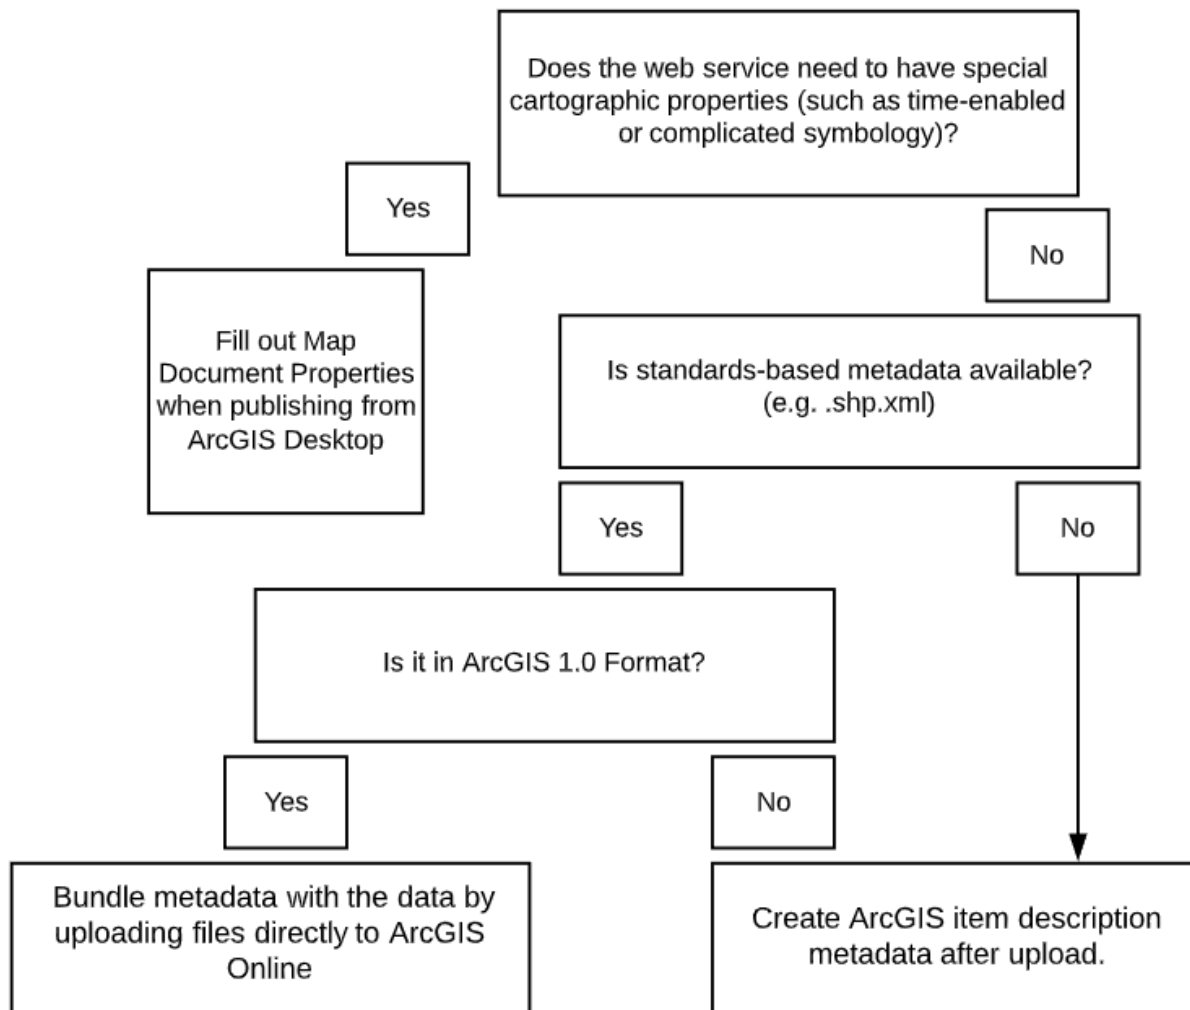 Does the web service need to have special
cartographic properties (such as time-enabled
or complicated symbology)?
Yes
No
Fill out Map
Document Properties
when publishing from
ArcGIS Desktop
Is standards-based metadata available?
(e.g. .shp.xml)
Yes
No
Is it in ArcGIS 1.0 Format?
Yes
No
Bundle metadata with the data by
uploading files directly to ArcGIS
Online
Create ArcGIS item description
metadata after upload.